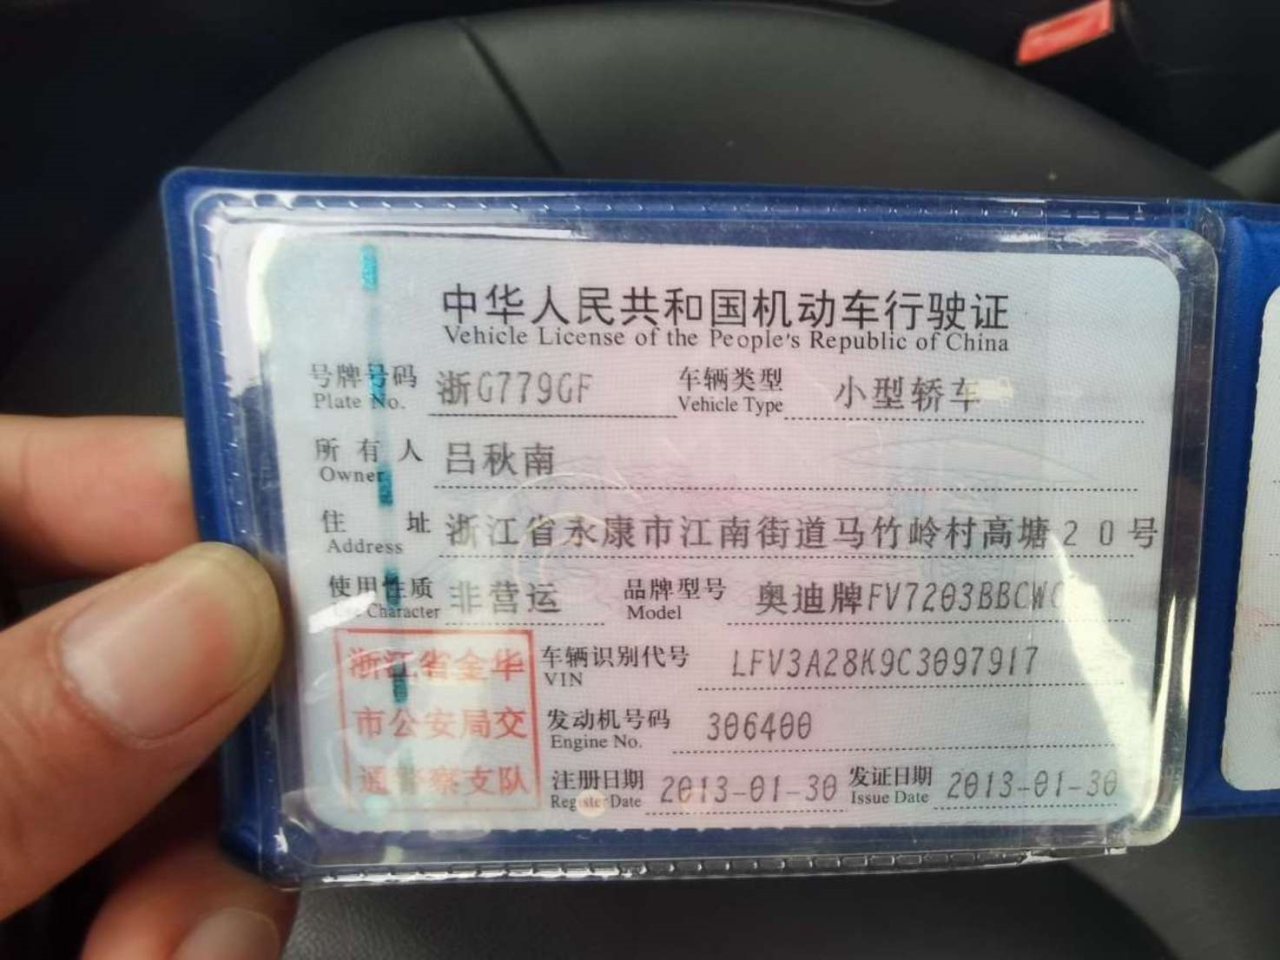 中华人民共和国机动车行驶证
Vehicle License of the People's Republic of China
号牌号码 浙G779GF 车辆类型 小型轿车
Plate No. Vehicle Type
所有人 吕秋南
Owner
住址 浙江省永康市江南街道马竹岭村高塘20号
Address
使用性质 非营运 品牌型号 奥迪牌FV7203BBCWG
Use Character Model
浙江省金华
市公安局交
通警察支队
车辆识别代号 LFV3A28K9C3097917
VIN
发动机号码 306400
Engine No.
注册日期 2013-01-30 发证日期 2013-01-30
Register Date Issue Date